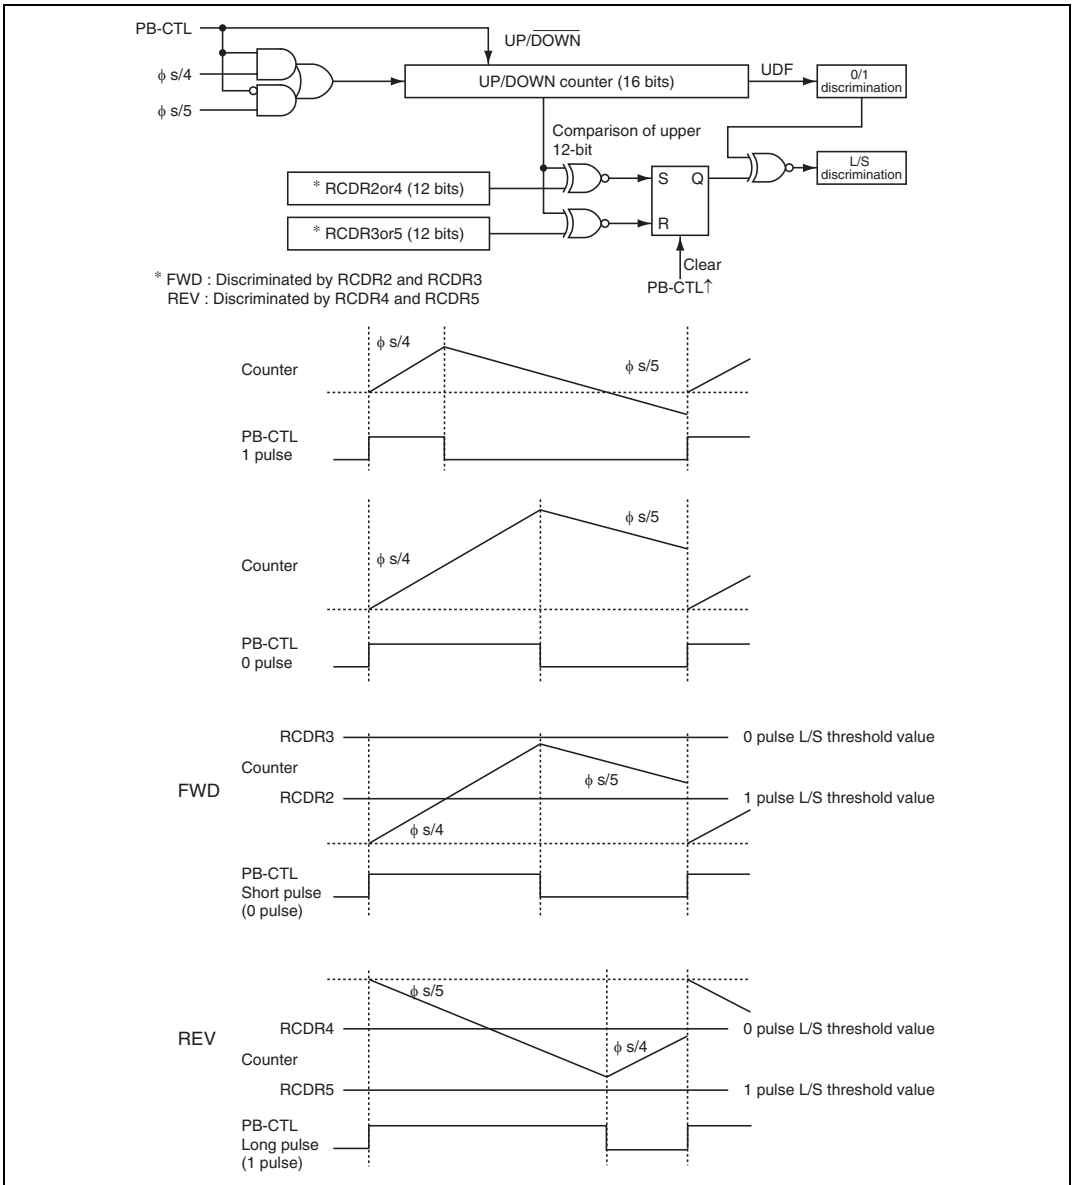 PB-CTL
UP/DOWN
φ s/4
φ s/5
UP/DOWN counter (16 bits)
UDF
0/1
discrimination
Comparison of upper
12-bit
L/S
discrimination
* RCDR2or4 (12 bits)
S Q
* RCDR3or5 (12 bits)
R
Clear
PB-CTL↑
* FWD : Discriminated by RCDR2 and RCDR3
REV : Discriminated by RCDR4 and RCDR5
φ s/4
Counter
φ s/5
PB-CTL
1 pulse
φ s/5
φ s/4
Counter
PB-CTL
0 pulse
RCDR3
0 pulse L/S threshold value
Counter
φ s/5
FWD
RCDR2
1 pulse L/S threshold value
φ s/4
PB-CTL
Short pulse
(0 pulse)
φ s/5
RCDR4
0 pulse L/S threshold value
REV
φ s/4
Counter
RCDR5
1 pulse L/S threshold value
PB-CTL
Long pulse
(1 pulse)